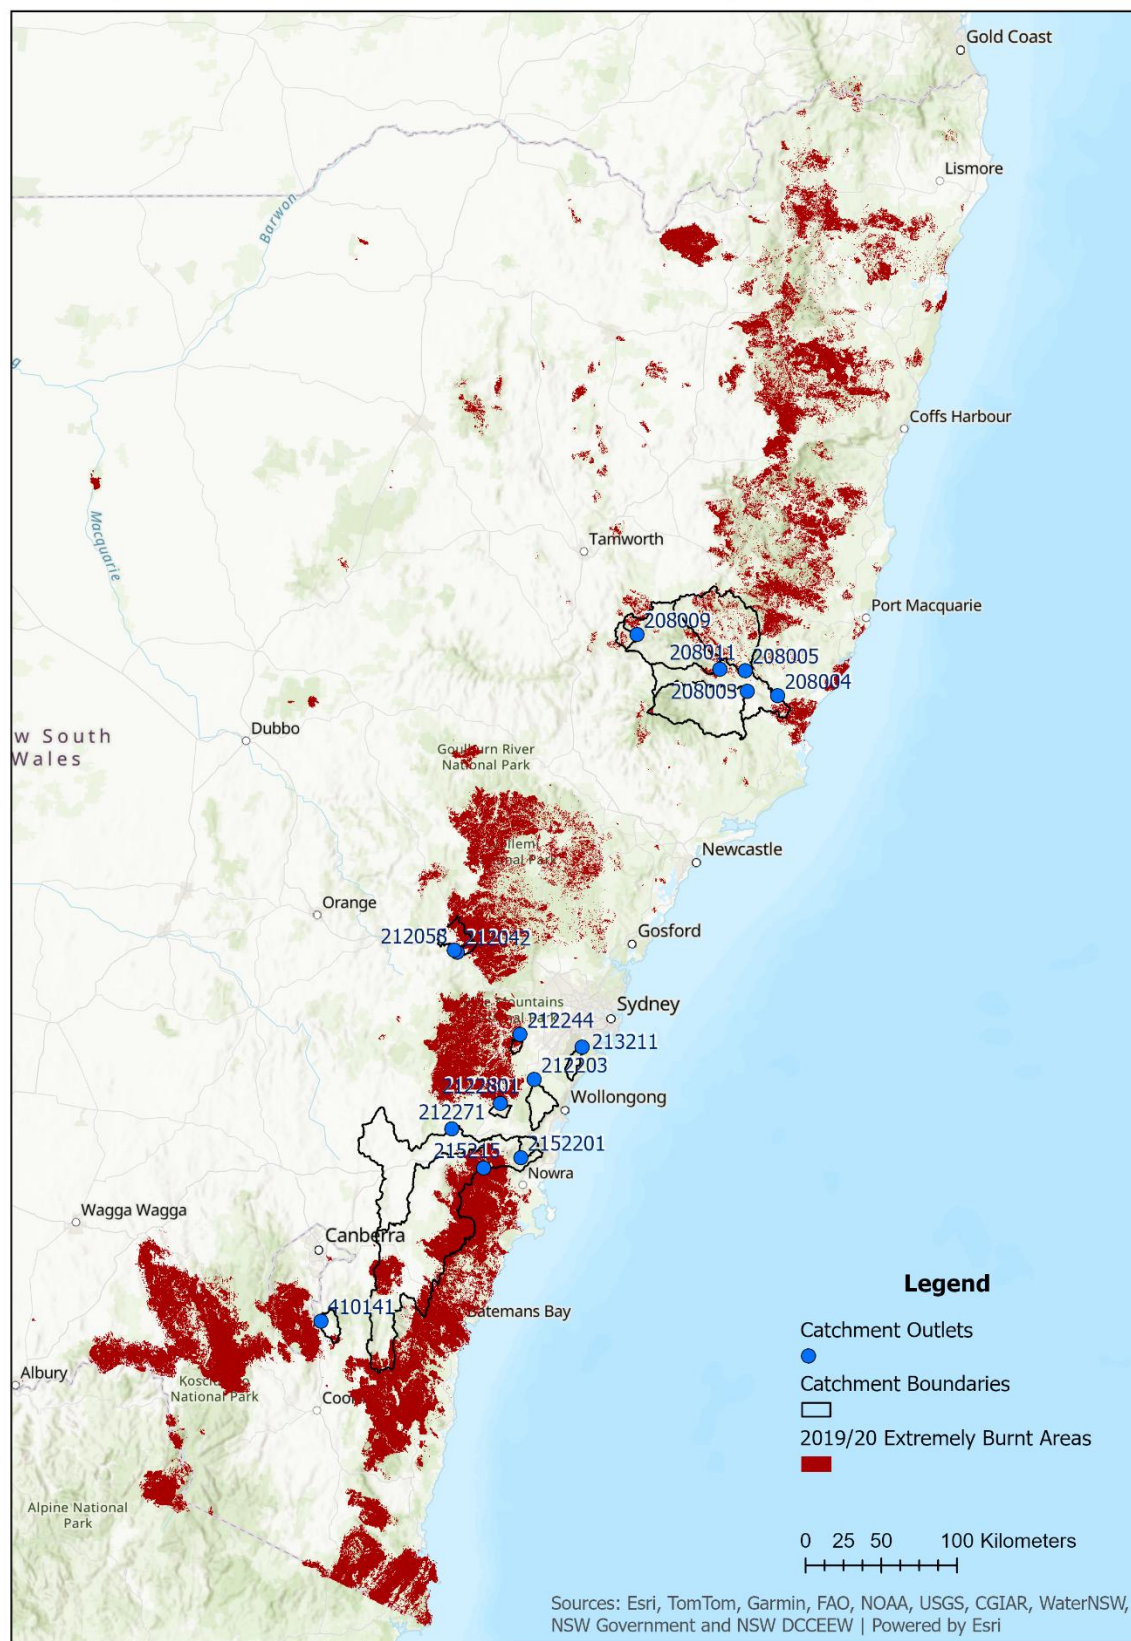 Gold Coast
Lismore
Barwon
Coffs Harbour
Macquarie
Tamworth
Port Macquarie
208009
208011
208005
208003
208004
Dubbo
w South
Wales
Goulburn River
National Park
Newcastle
Orange
Gosford
212058
212042
Sydney
212244
213211
212203
2122801
Wollongong
212271
2152201
215215
Nowra
Wagga Wagga
Canberra
410141
Batemans Bay
Albury
National Park
Alpine National
Park
Legend
Catchment Outlets
Catchment Boundaries
2019/20 Extremely Burnt Areas
0 25 50 100 Kilometers
Sources: Esri, TomTom, Garmin, FAO, NOAA, USGS, CGIAR, WaterNSW,
NSW Government and NSW DCCEEW | Powered by Esri